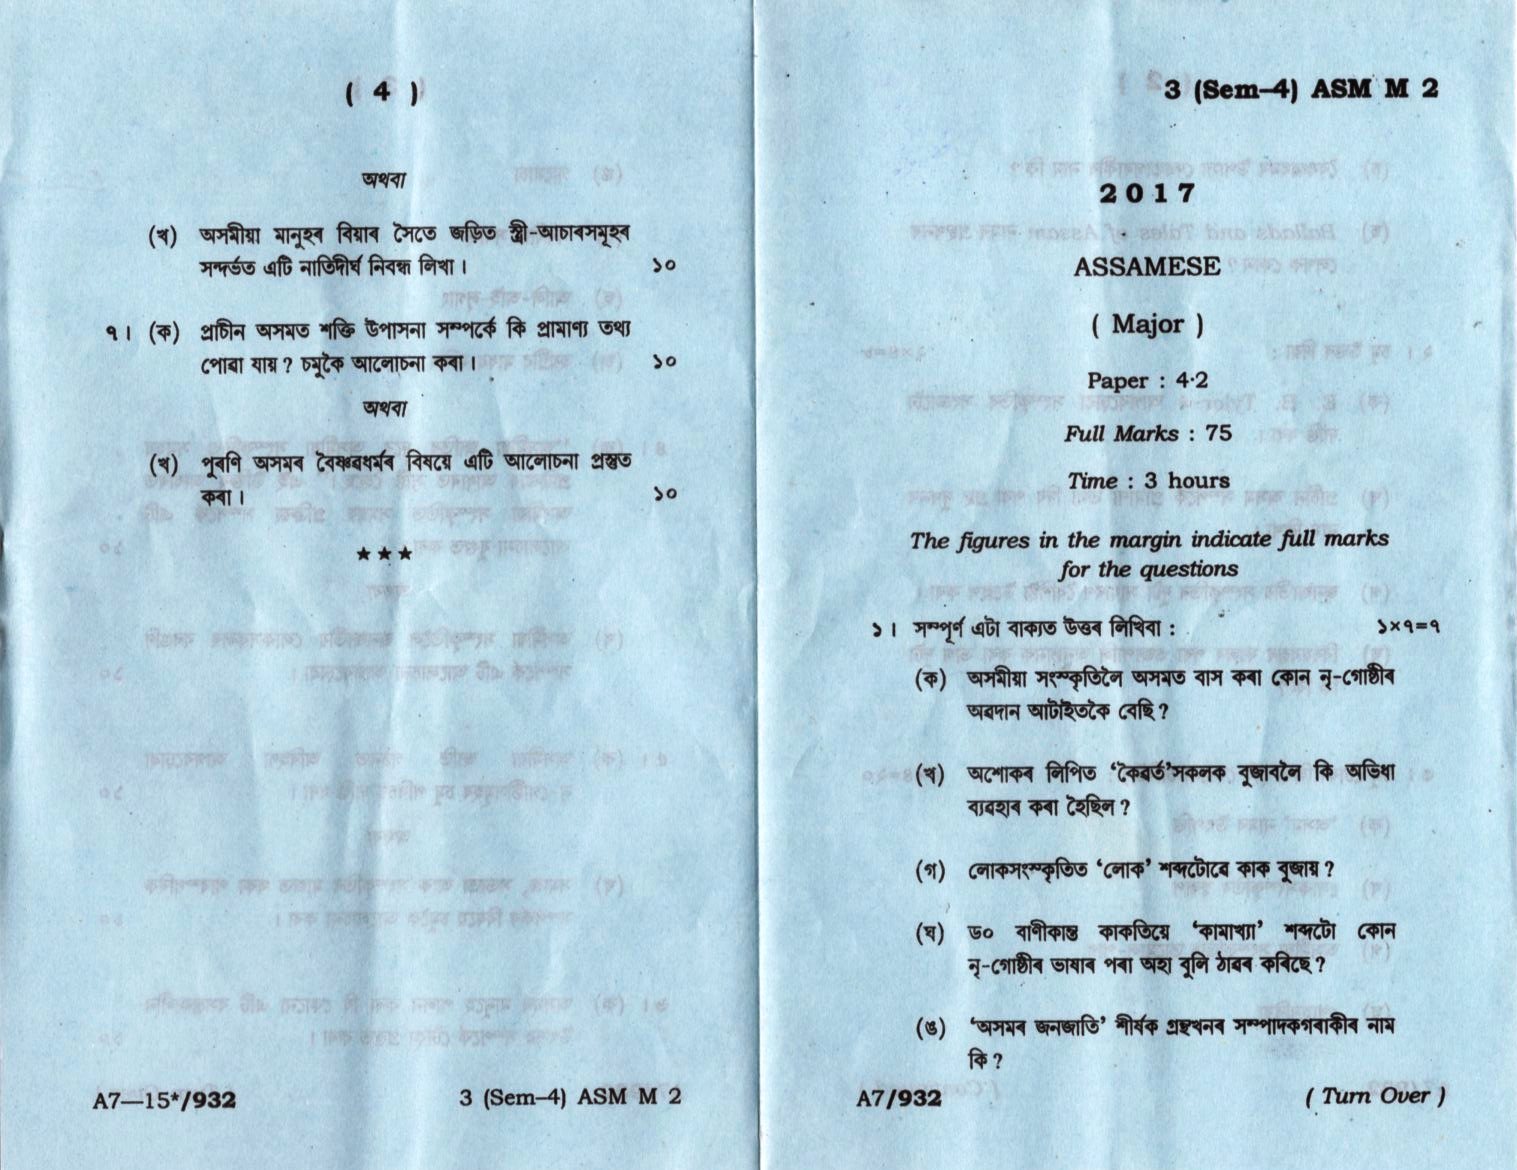 ( 4 )
অথবা
(খ) অসমীয়া মানুহৰ বিয়াৰ সৈতে জড়িত স্ত্ৰী-আচাৰসমূহৰ
সন্দৰ্ভত এটি নাতিদীৰ্ঘ নিবন্ধ লিখা। ১০
৭। (ক) প্ৰাচীন অসমত শক্তি উপাসনা সম্পৰ্কে কি প্ৰামাণ্য তথ্য
পোৱা যায়? চমুকৈ আলোচনা কৰা। ১০
অথবা
(খ) পুৰণি অসমৰ বৈষ্ণৱধৰ্মৰ বিষয়ে এটি আলোচনা প্ৰস্তুত
কৰা। ১০
★★★
A7—15*/932 3 (Sem–4) ASM M 2
3 (Sem–4) ASM M 2
2017
ASSAMESE
( Major )
Paper : 4·2
Full Marks : 75
Time : 3 hours
The figures in the margin indicate full marks
for the questions
১। সম্পূৰ্ণ এটা বাক্যত উত্তৰ লিখিবা : ১×৭=৭
(ক) অসমীয়া সংস্কৃতিলৈ অসমত বাস কৰা কোন নৃ-গোষ্ঠীৰ
অৱদান আটাইতকৈ বেছি?
(খ) অশোকৰ লিপিত ‘কৈৱৰ্ত’সকলক বুজাবলৈ কি অভিধা
ব্যৱহাৰ কৰা হৈছিল?
(গ) লোকসংস্কৃতিত ‘লোক’ শব্দটোৱে কাক বুজায়?
(ঘ) ড০ বাণীকান্ত কাকতিয়ে ‘কামাখ্যা’ শব্দটো কোন
নৃ-গোষ্ঠীৰ ভাষাৰ পৰা অহা বুলি ঠাৱৰ কৰিছে?
(ঙ) ‘অসমৰ জনজাতি’ শীৰ্ষক গ্ৰন্থখনৰ সম্পাদকগৰাকীৰ নাম
কি?
A7/932 ( Turn Over )